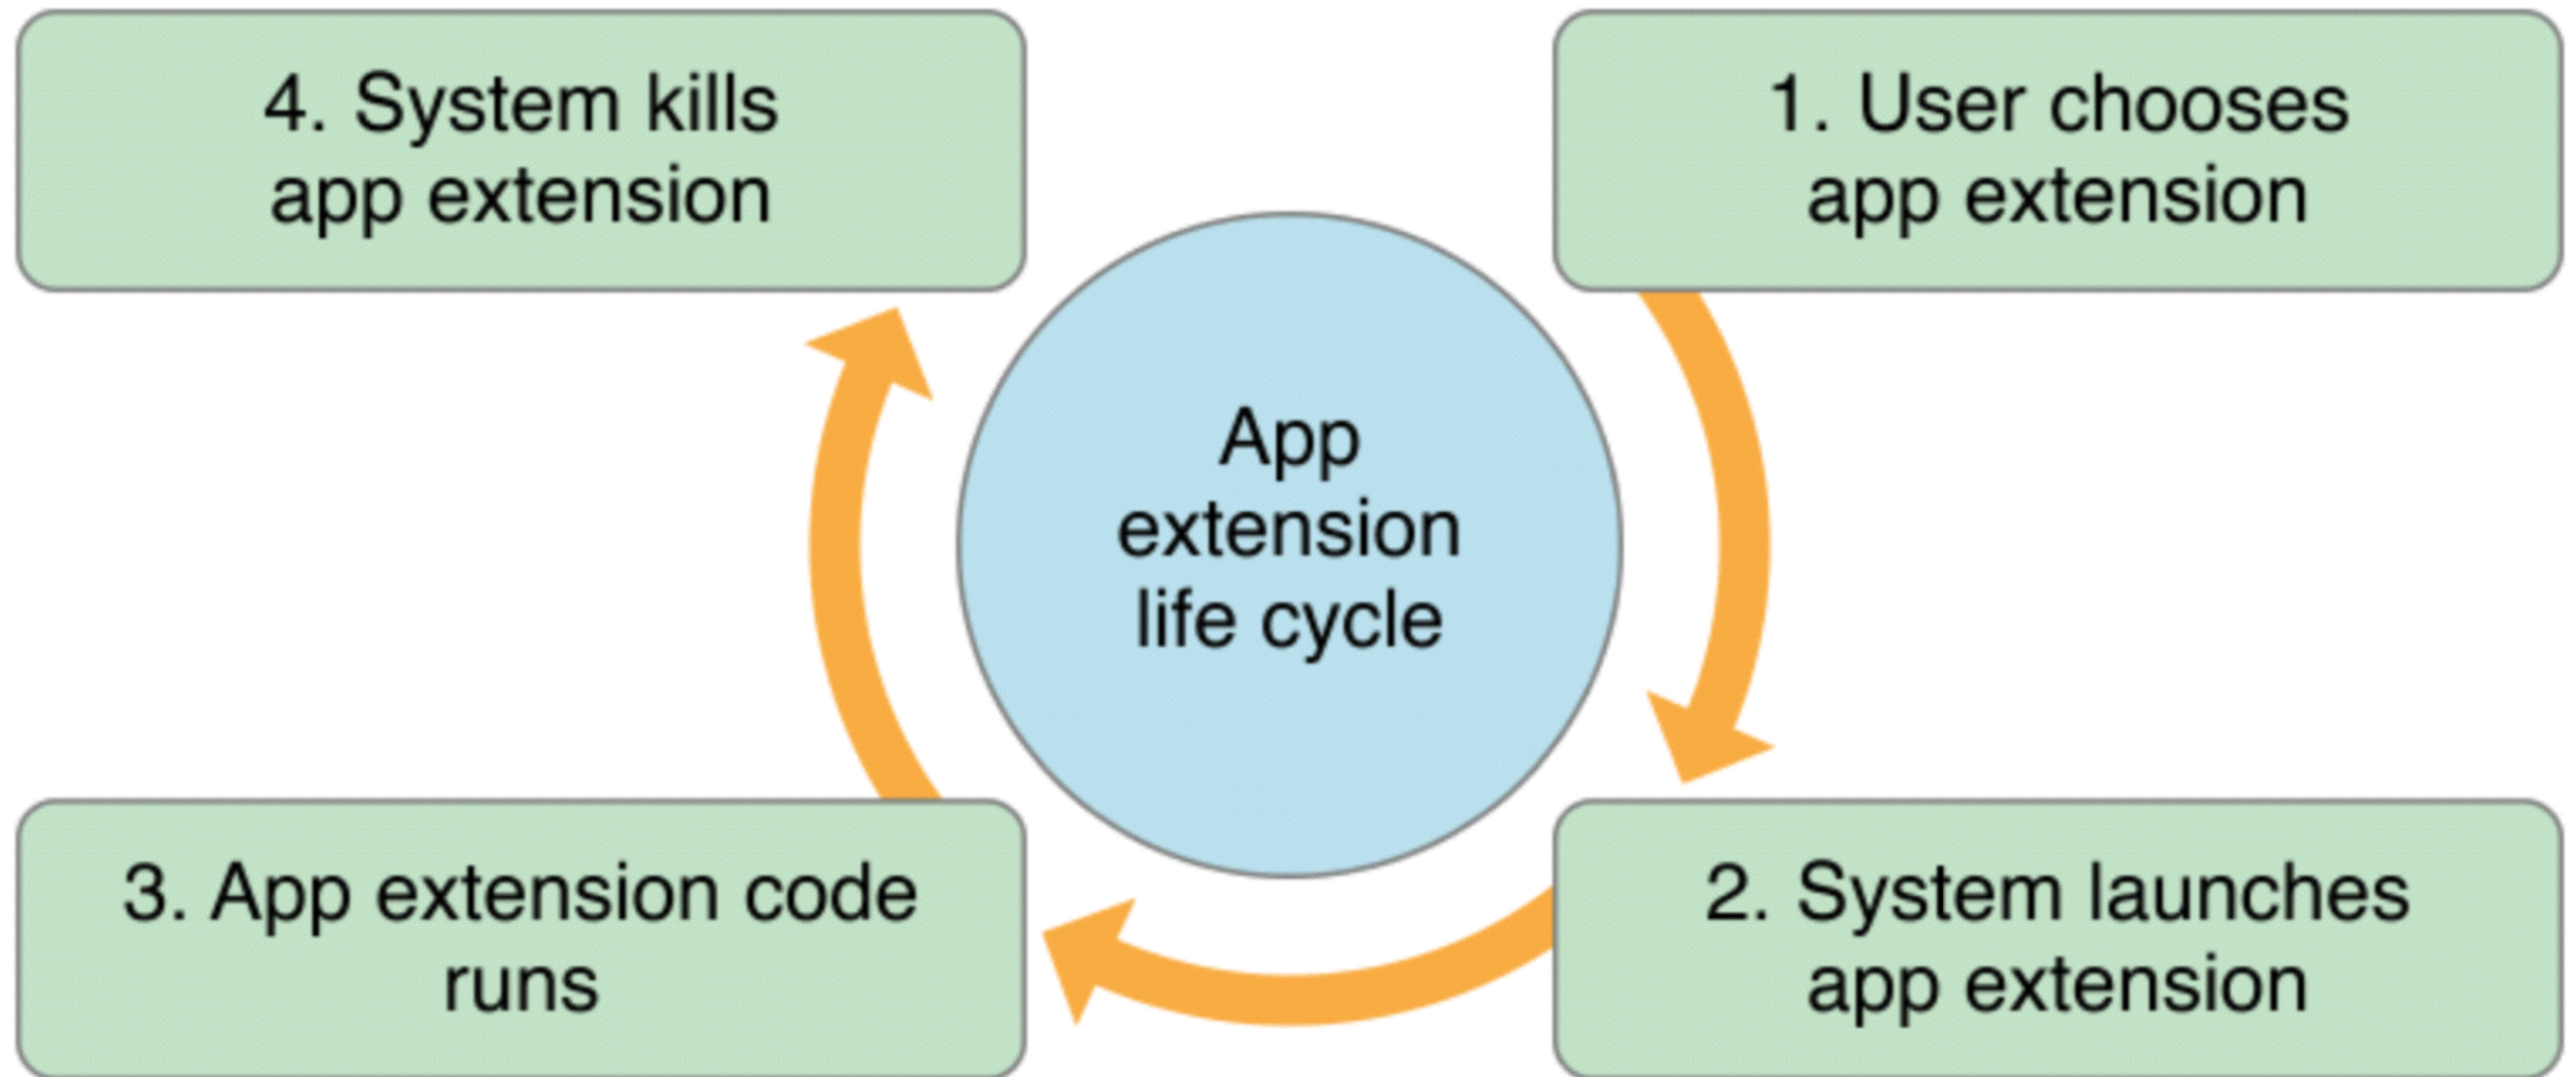 4. System kills
app extension
1. User chooses
app extension
App
extension
life cycle
3. App extension code
runs
2. System launches
app extension